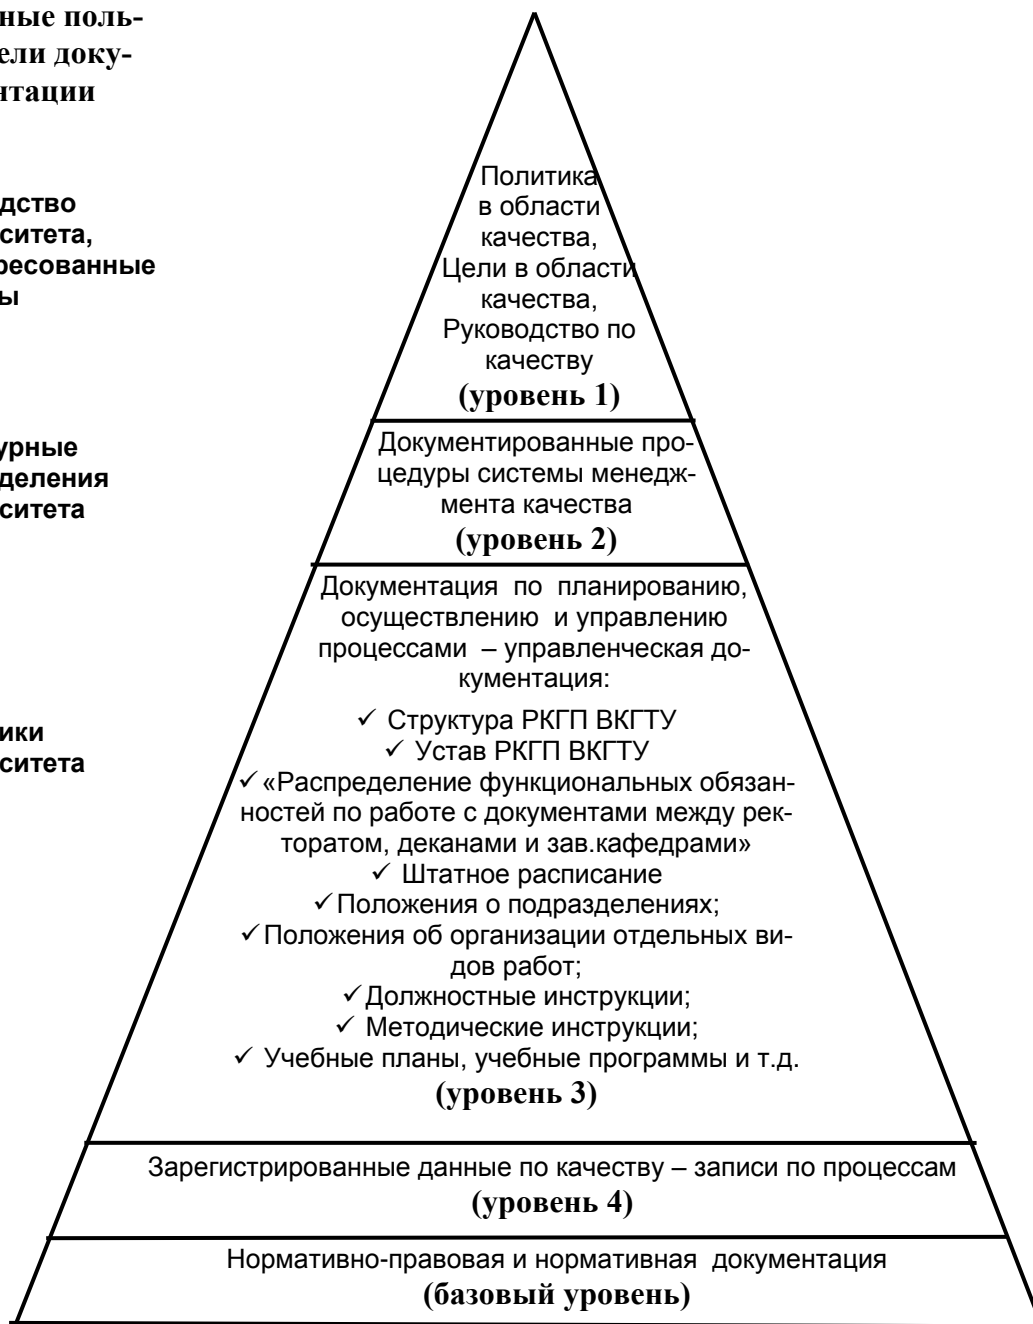 ные поль-
ели доку-
нтации
дство
ситета,
ресованные
ы
урные
деления
ситета
ики
ситета
Политика
в области
качества,
Цели в области
качества,
Руководство по
качеству
(уровень 1)
Документированные про-
цедуры системы менедж-
мента качества
(уровень 2)
Документация по планированию,
осуществлению и управлению
процессами – управленческая до-
кументация:
✓ Структура РКГП ВКГТУ
✓ Устав РКГП ВКГТУ
✓ «Распределение функциональных обязан-
ностей по работе с документами между рек-
торатом, деканами и зав.кафедрами»
✓ Штатное расписание
✓ Положения о подразделениях;
✓ Положения об организации отдельных ви-
дов работ;
✓ Должностные инструкции;
✓ Методические инструкции;
✓ Учебные планы, учебные программы и т.д.
(уровень 3)
Зарегистрированные данные по качеству – записи по процессам
(уровень 4)
Нормативно-правовая и нормативная документация
(базовый уровень)